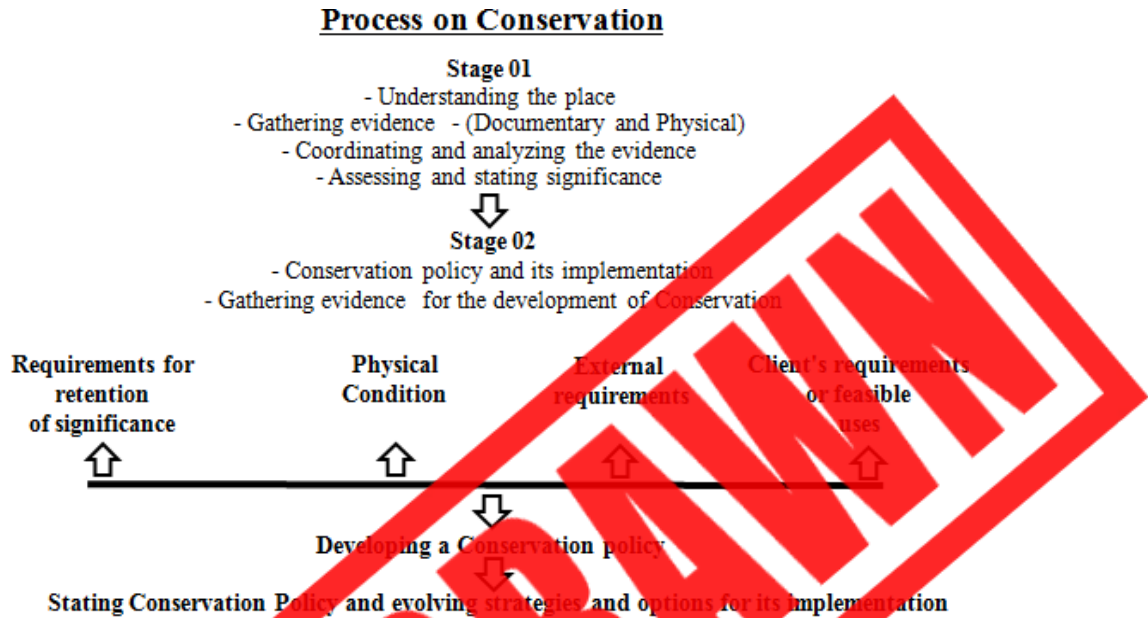 Process on Conservation
Stage 01
- Understanding the place
- Gathering evidence - (Documentary and Physical)
- Coordinating and analyzing the evidence
- Assessing and stating significance
Stage 02
- Conservation policy and its implementation
- Gathering evidence for the development of Conservation
Requirements for
retention
of significance
Physical
Condition
External
requirements
Client's requirements
or feasible
uses
Developing a Conservation policy
Stating Conservation Policy and evolving strategies and options for its implementation
RAWN